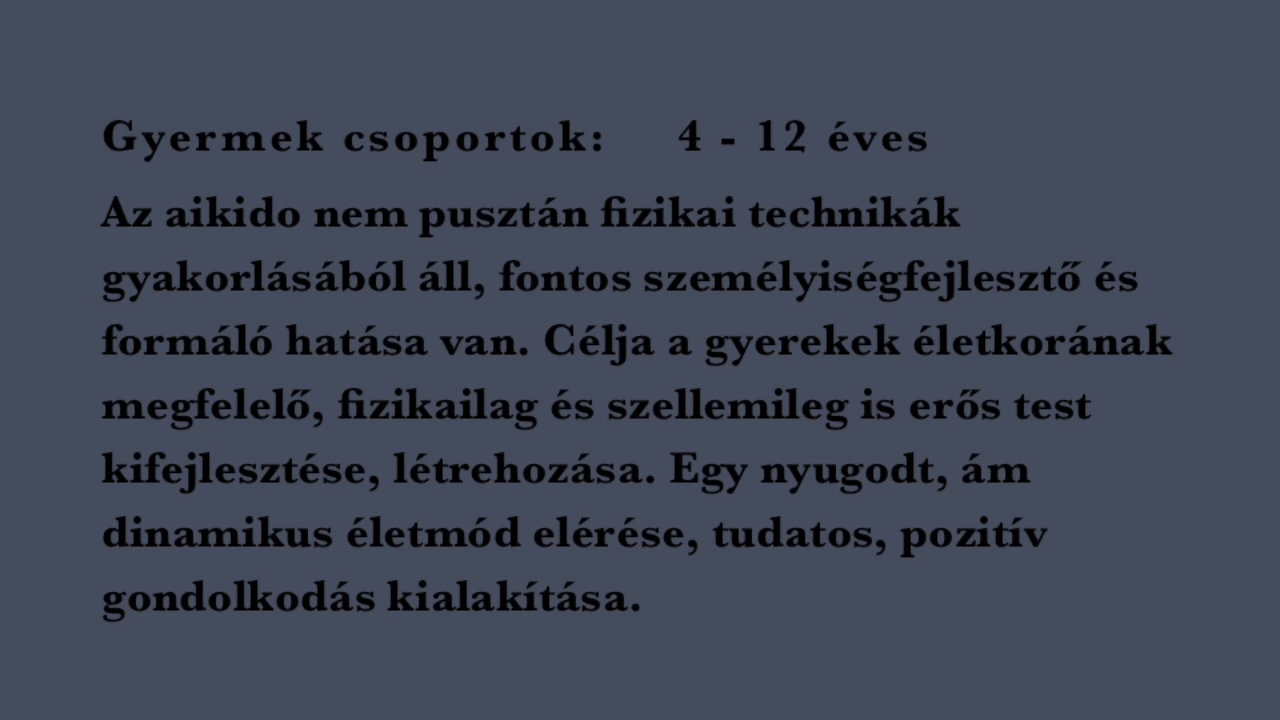 Gyermek csoportok: 4 - 12 éves
Az aikido nem pusztán fizikai technikák
gyakorlásából áll, fontos személyiségfejlesztő és
formáló hatása van. Célja a gyerekek életkorának
megfelelő, fizikailag és szellemileg is erős test
kifejlesztése, létrehozása. Egy nyugodt, ám
dinamikus életmód elérése, tudatos, pozitív
gondolkodás kialakítása.